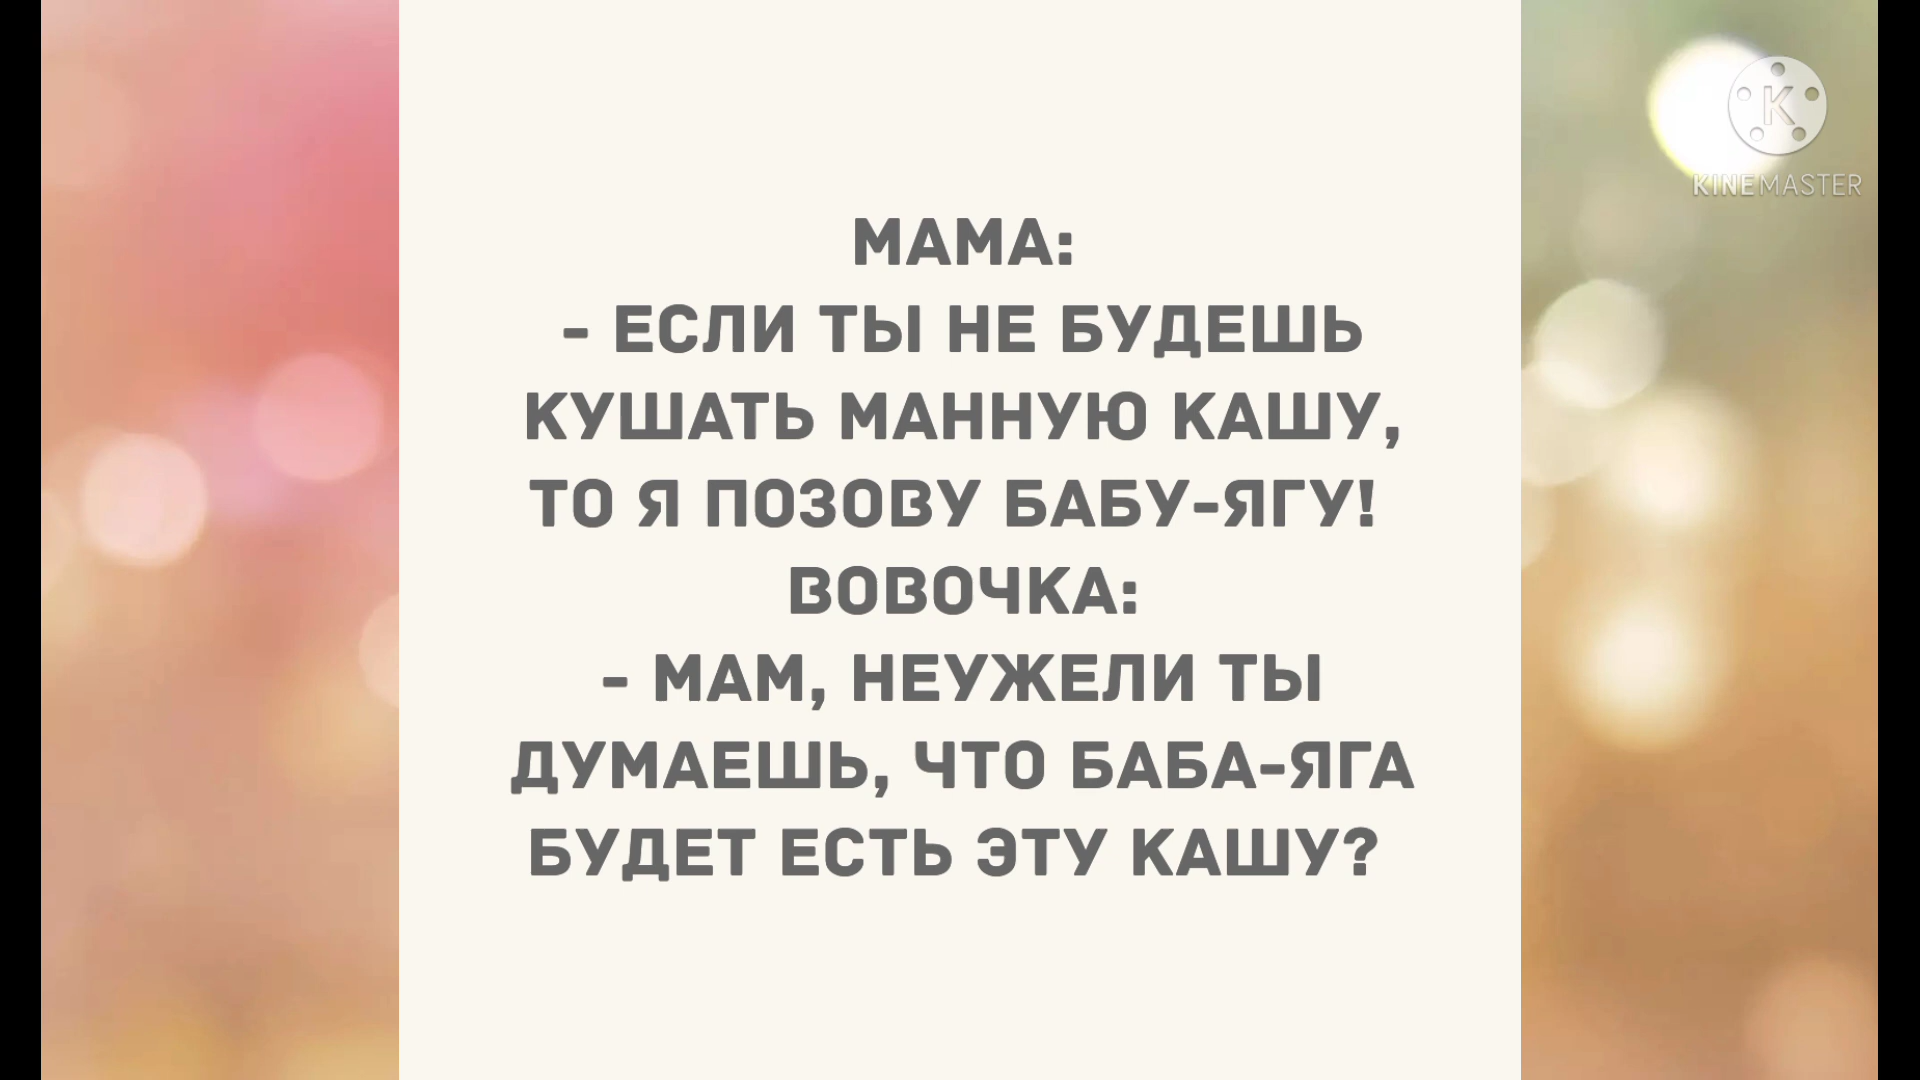 МАМА:
- ЕСЛИ ТЫ НЕ БУДЕШЬ
КУШАТЬ МАННУЮ КАШУ,
ТО Я ПОЗОВУ БАБУ-ЯГУ!
ВОВОЧКА:
- МАМ, НЕУЖЕЛИ ТЫ
ДУМАЕШЬ, ЧТО БАБА-ЯГА
БУДЕТ ЕСТЬ ЭТУ КАШУ?
K
KINEMASTER